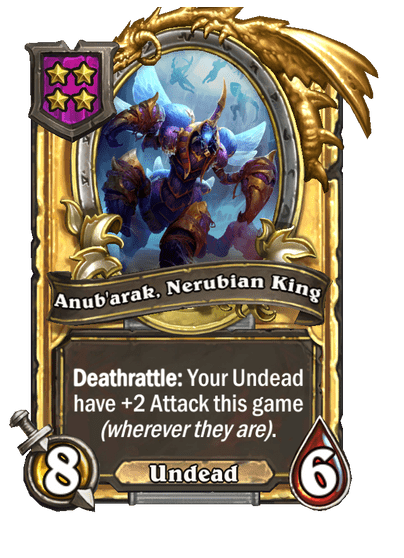 Anub'arak, Nerubian King
Deathrattle: Your Undead
have +2 Attack this game
(wherever they are).
8
Undead
6